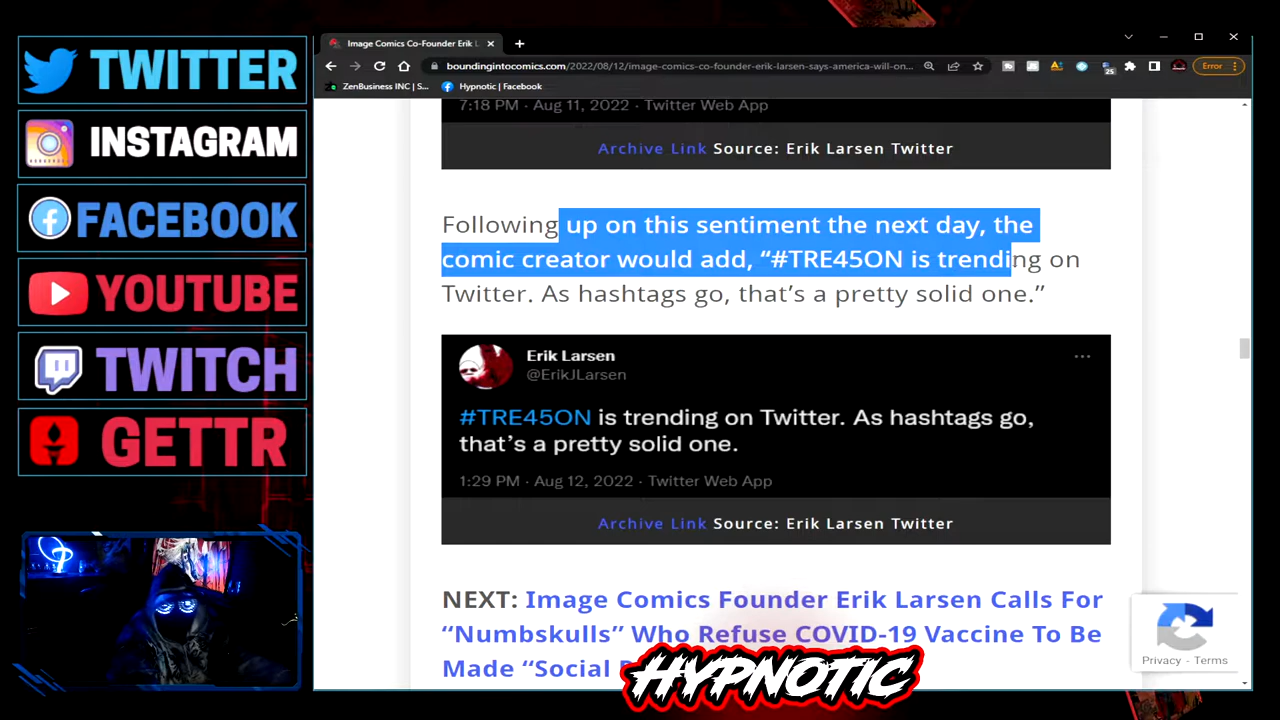 TWITTER
INSTAGRAM
FACEBOOK
YOUTUBE
TWITCH
GETTR
Image Comics Co-Founder Erik L
boundingintocomics.com/2022/08/12/image-comics-co-founder-erik-larsen-says-america-will-on...
Error
25
ZenBusiness INC | S...
Hypnotic | Facebook
7:18 PM · Aug 11, 2022 · Twitter Web App
Archive Link Source: Erik Larsen Twitter
Following up on this sentiment the next day, the
comic creator would add, “#TRE45ON is trending on
Twitter. As hashtags go, that’s a pretty solid one.”
Erik Larsen
@ErikJLarsen
#TRE45ON is trending on Twitter. As hashtags go,
that’s a pretty solid one.
1:29 PM · Aug 12, 2022 · Twitter Web App
Archive Link Source: Erik Larsen Twitter
NEXT: Image Comics Founder Erik Larsen Calls For
“Numbskulls” Who Refuse COVID-19 Vaccine To Be
Made “Social
Privacy - Terms
HYPNOTIC